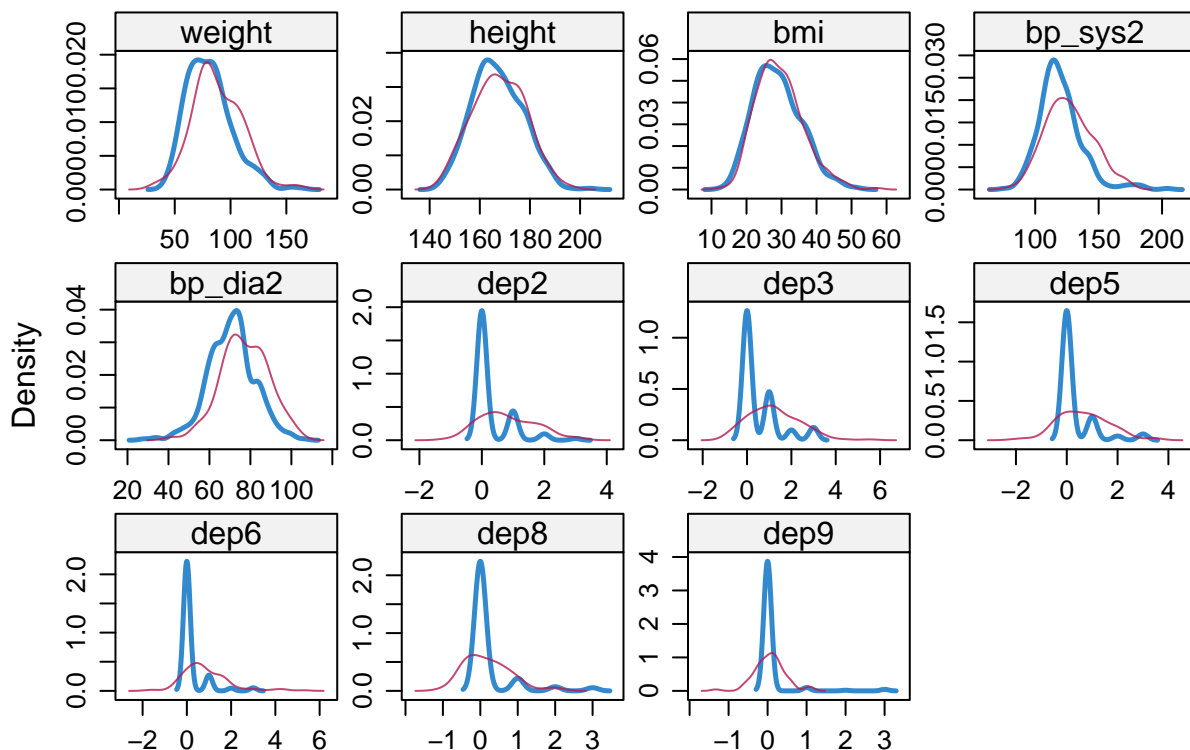 weight
0.020
0.010
0.000
50 100 150
height
0.02
0.00
140 160 180 200
bmi
0.06
0.03
0.00
10 20 30 40 50 60
bp_sys2
0.030
0.015
0.000
100 150 200
Density
bp_dia2
0.04
0.02
0.00
20 40 60 80 100
dep2
2.0
1.0
0.0
−2 0 2 4
dep3
1.0
0.5
0.0
−2 0 2 4 6
dep5
1.5
1.0
0.5
0.0
−2 0 2 4
dep6
2.0
1.0
0.0
−2 0 2 4 6
dep8
2.0
1.0
0.0
−1 0 1 2 3
dep9
4
3
2
1
0
−1 0 1 2 3